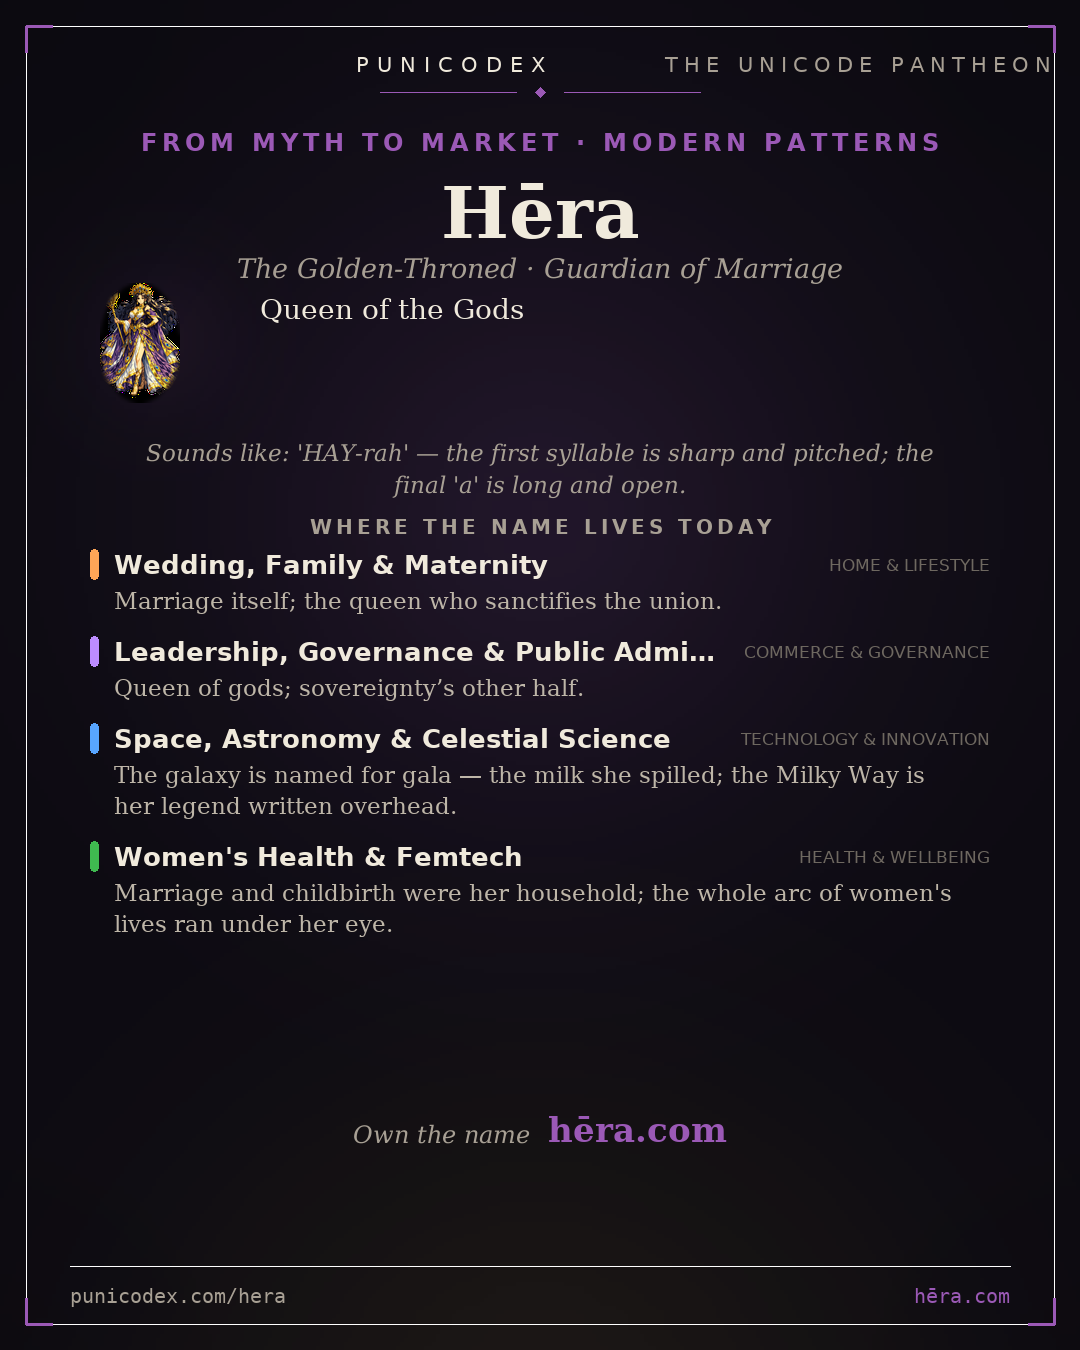 PUNICODEX THE UNICODE PANTHEON
FROM MYTH TO MARKET · MODERN PATTERNS
Hēra
The Golden-Throned · Guardian of Marriage
Queen of the Gods
Sounds like: 'HAY-rah' — the first syllable is sharp and pitched; the
final 'a' is long and open.
WHERE THE NAME LIVES TODAY
Wedding, Family & Maternity HOME & LIFESTYLE
Marriage itself; the queen who sanctifies the union.
Leadership, Governance & Public Admi… COMMERCE & GOVERNANCE
Queen of gods; sovereignty’s other half.
Space, Astronomy & Celestial Science TECHNOLOGY & INNOVATION
The galaxy is named for gala — the milk she spilled; the Milky Way is
her legend written overhead.
Women's Health & Femtech HEALTH & WELLBEING
Marriage and childbirth were her household; the whole arc of women's
lives ran under her eye.
Own the name hēra.com
punicodex.com/hera hēra.com